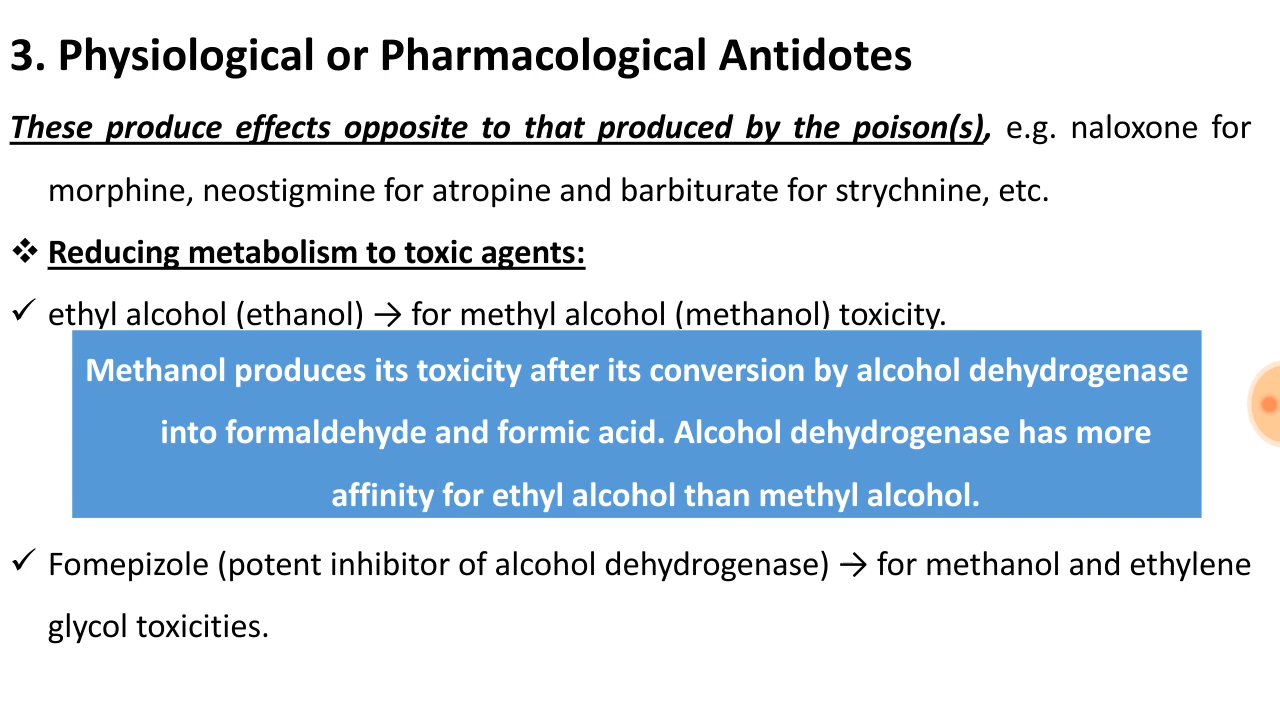 3. Physiological or Pharmacological Antidotes
These produce effects opposite to that produced by the poison(s), e.g. naloxone for
morphine, neostigmine for atropine and barbiturate for strychnine, etc.
❖ Reducing metabolism to toxic agents:
✓ ethyl alcohol (ethanol) → for methyl alcohol (methanol) toxicity.
Methanol produces its toxicity after its conversion by alcohol dehydrogenase
into formaldehyde and formic acid. Alcohol dehydrogenase has more
affinity for ethyl alcohol than methyl alcohol.
✓ Fomepizole (potent inhibitor of alcohol dehydrogenase) → for methanol and ethylene
glycol toxicities.